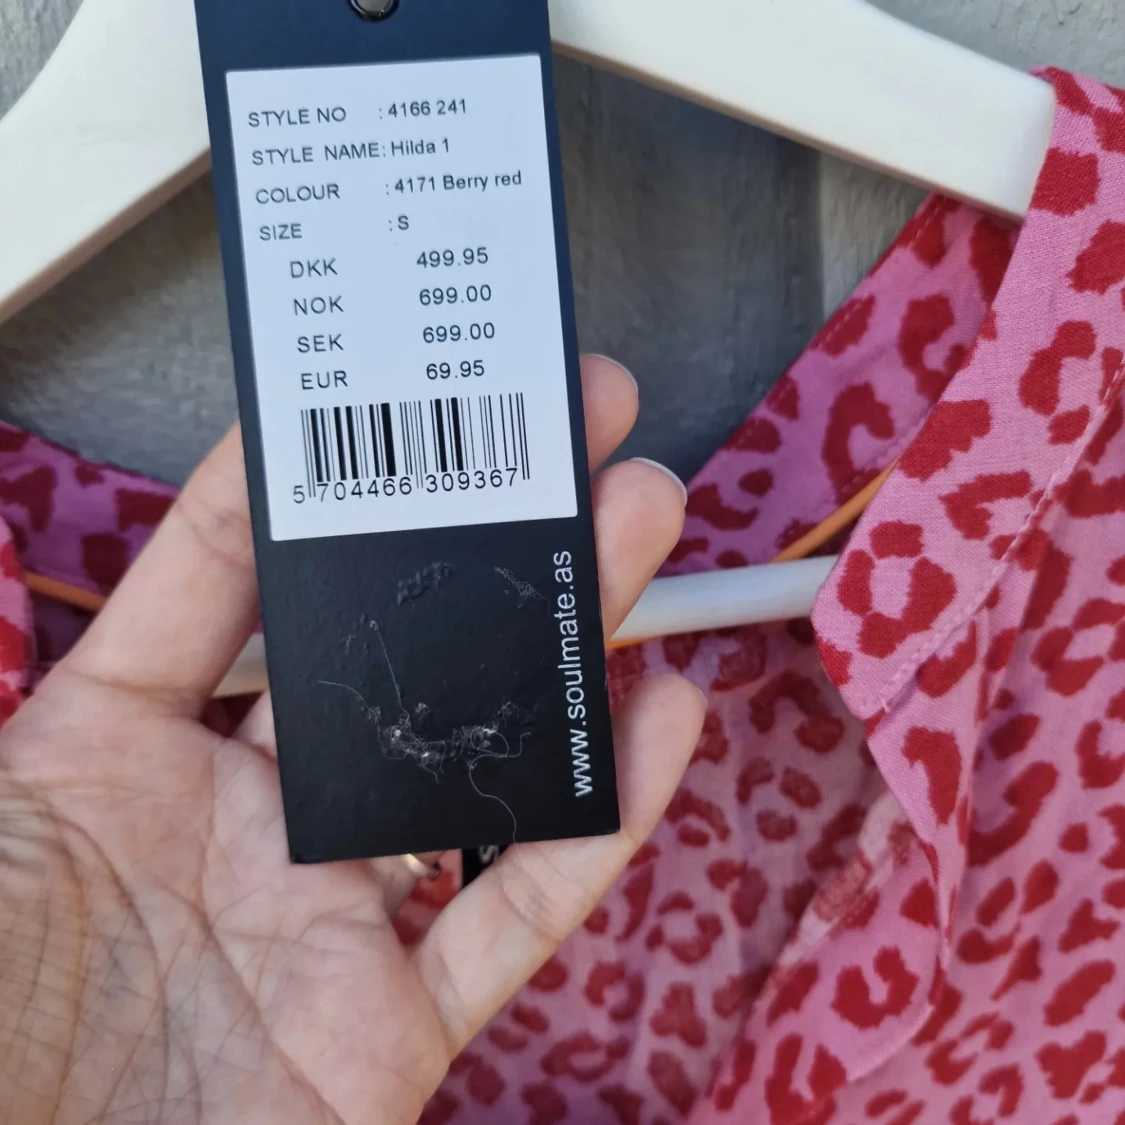 STYLE NO : 4166 241
STYLE NAME: Hilda 1
COLOUR : 4171 Berry red
SIZE : S
DKK 499.95
NOK 699.00
SEK 699.00
EUR 69.95
5 704466 309367
www.soulmate.as